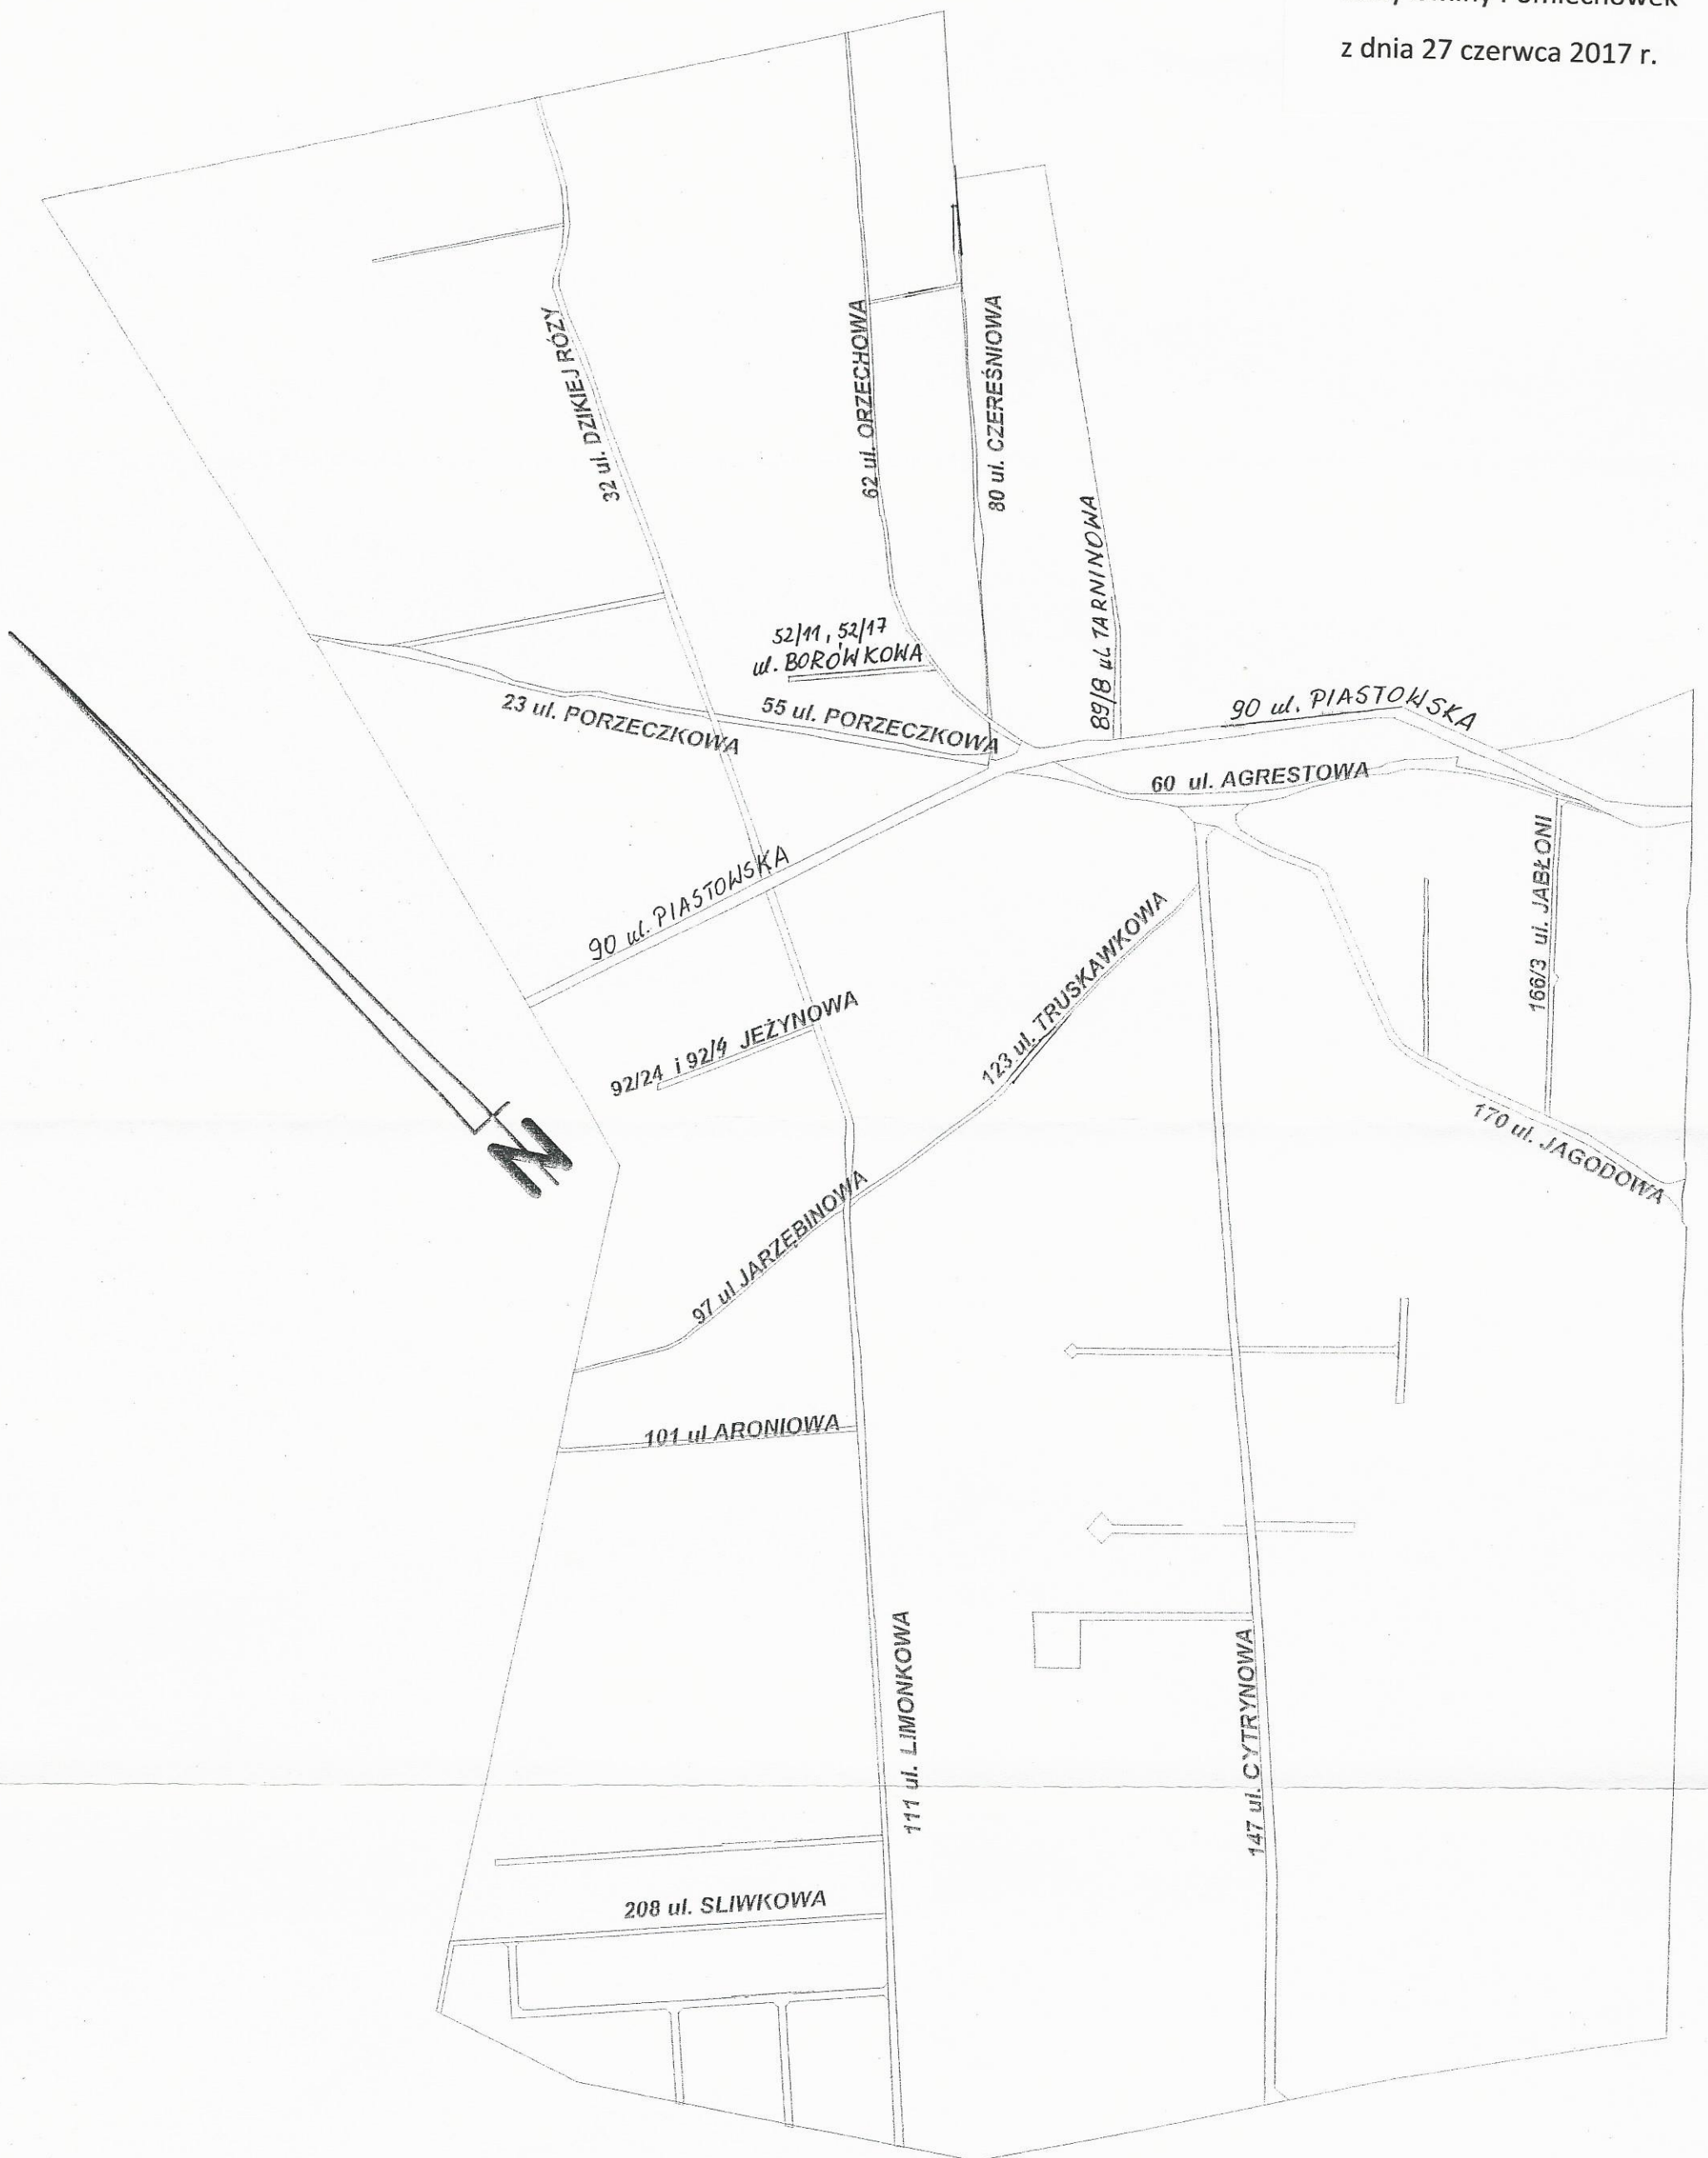 z dnia 27 czerwca 2017 r.
32 ul. DZIKIEJ RÓZY
62 ul. ORZECHOWA
80 ul. CZEREŚNIOWA
89/8 ul. TARNINOWA
52/11, 52/17
ul. BORÓWKOWA
23 ul. PORZECZKOWA
55 ul. PORZECZKOWA
90 ul. PIASTOWSKA
60 ul. AGRESTOWA
90 ul. PIASTOWSKA
166/3 ul. JABŁONI
123 ul. TRUSKAWKOWA
92/24 i 92/4 JEŻYNOWA
170 ul. JAGODOWA
N
97 ul JARZĘBINOWA
101 ul ARONIOWA
111 ul. LIMONKOWA
147 ul. CYTRYNOWA
208 ul. SLIWKOWA